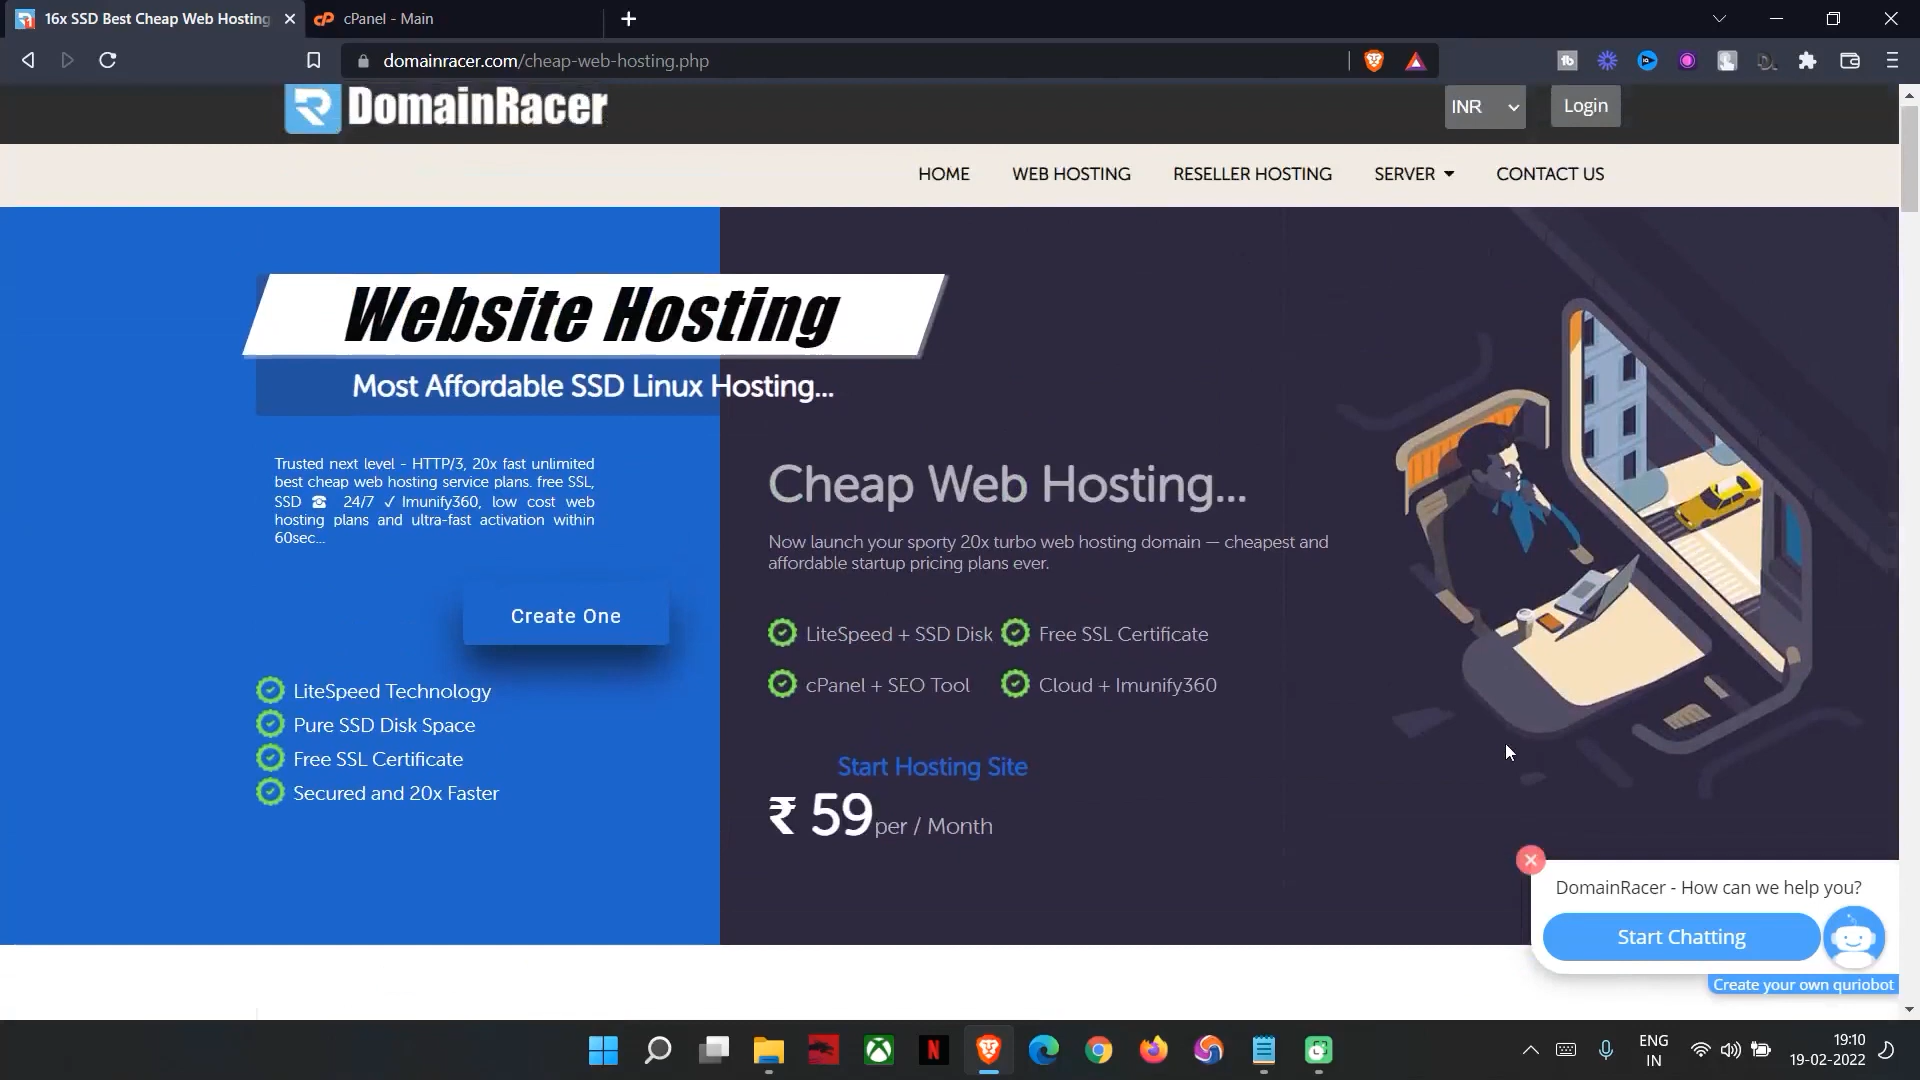 16x SSD Best Cheap Web Hosting
cPanel - Main
domainracer.com/cheap-web-hosting.php
DomainRacer
INR
Login
HOME
WEB HOSTING
RESELLER HOSTING
SERVER
CONTACT US
Website Hosting
Most Affordable SSD Linux Hosting...
Trusted next level - HTTP/3, 20x fast unlimited
best cheap web hosting service plans. free SSL,
SSD ☎ 24/7 ✓ Imunify360, low cost web
hosting plans and ultra-fast activation within
60sec...
Create One
LiteSpeed Technology
Pure SSD Disk Space
Free SSL Certificate
Secured and 20x Faster
Cheap Web Hosting...
Now launch your sporty 20x turbo web hosting domain — cheapest and
affordable startup pricing plans ever.
LiteSpeed + SSD Disk
Free SSL Certificate
cPanel + SEO Tool
Cloud + Imunify360
Start Hosting Site
₹ 59 per / Month
DomainRacer - How can we help you?
Start Chatting
Create your own quriobot
ENG
IN
19:10
19-02-2022